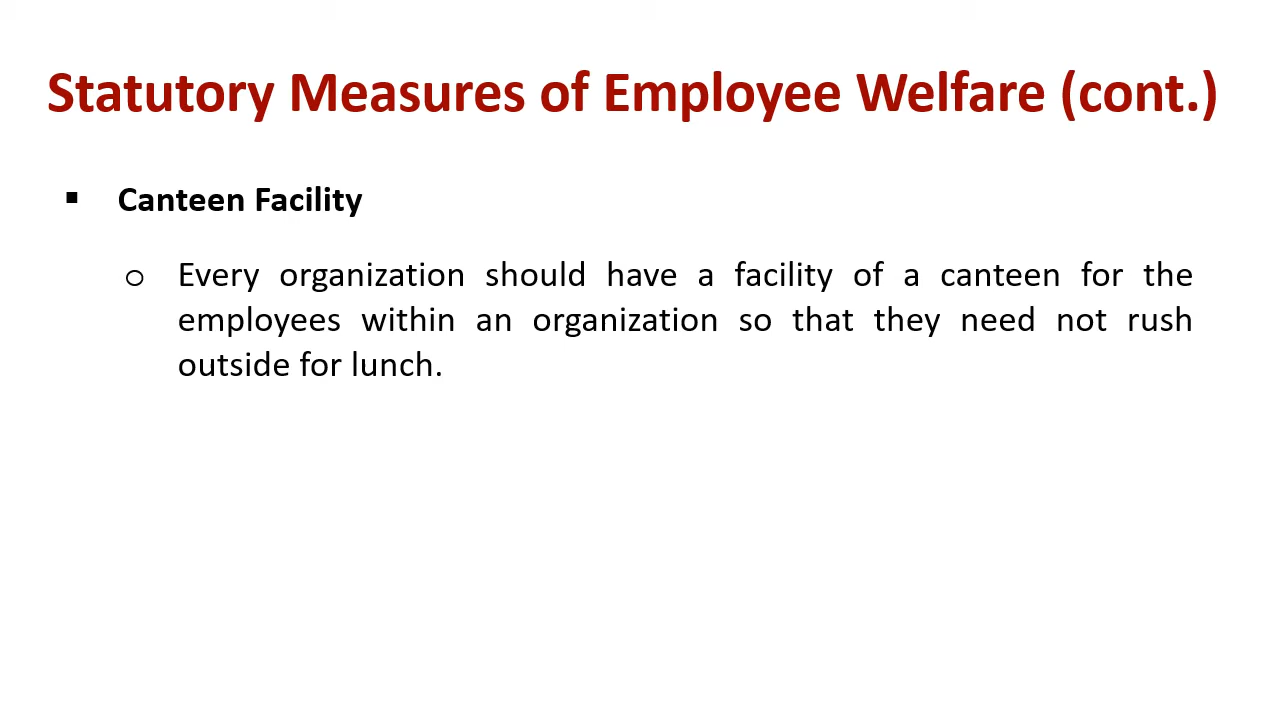 Statutory Measures of Employee Welfare (cont.)
▪ Canteen Facility
o Every organization should have a facility of a canteen for the
employees within an organization so that they need not rush
outside for lunch.